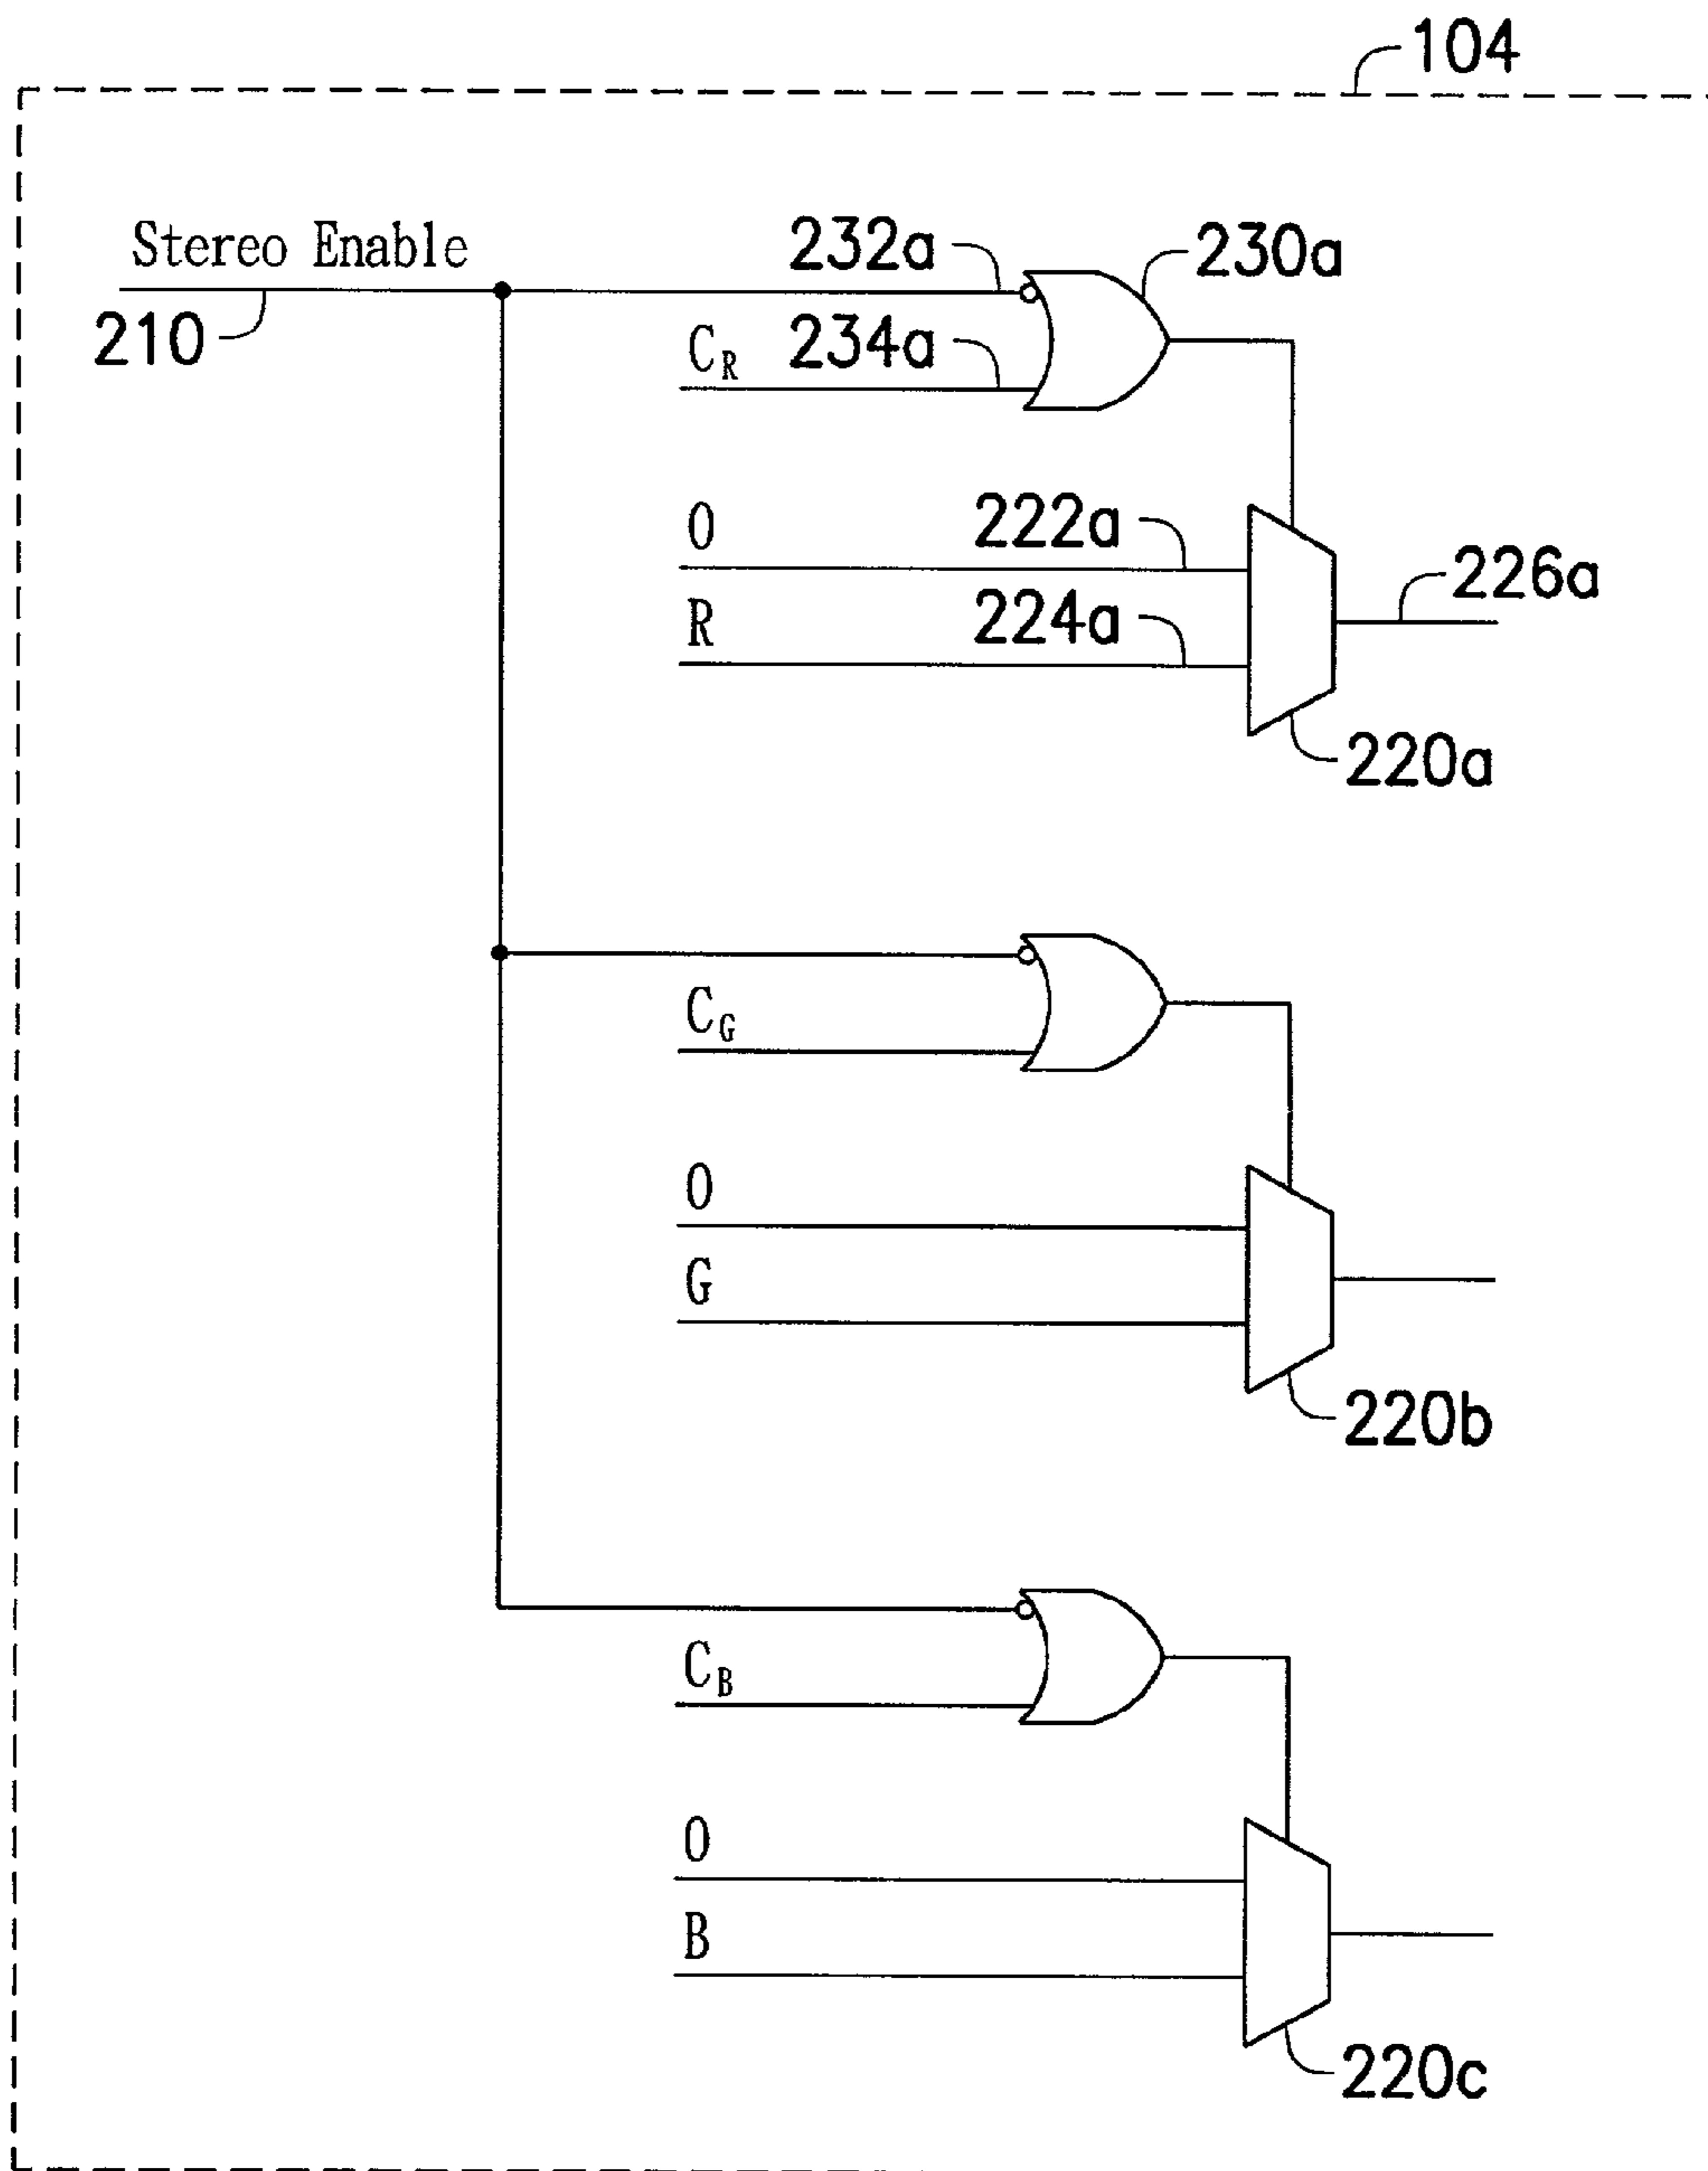 104
Stereo Enable
210
232a
230a
C_R
234a
0
222a
226a
R
224a
220a
C_G
0
G
220b
C_B
0
B
220c